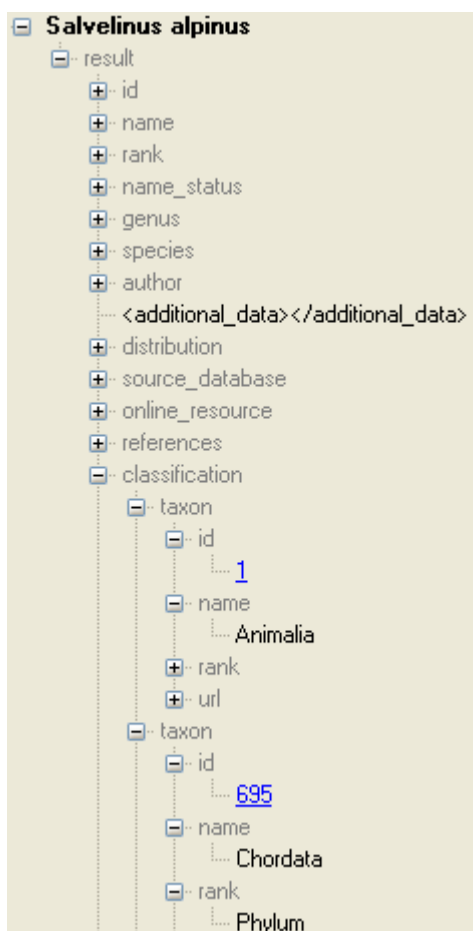 Salvelinus alpinus
result
id
name
rank
name_status
genus
species
author
<additional_data></additional_data>
distribution
source_database
online_resource
references
classification
taxon
id
1
name
Animalia
rank
url
taxon
id
695
name
Chordata
rank
Phylum